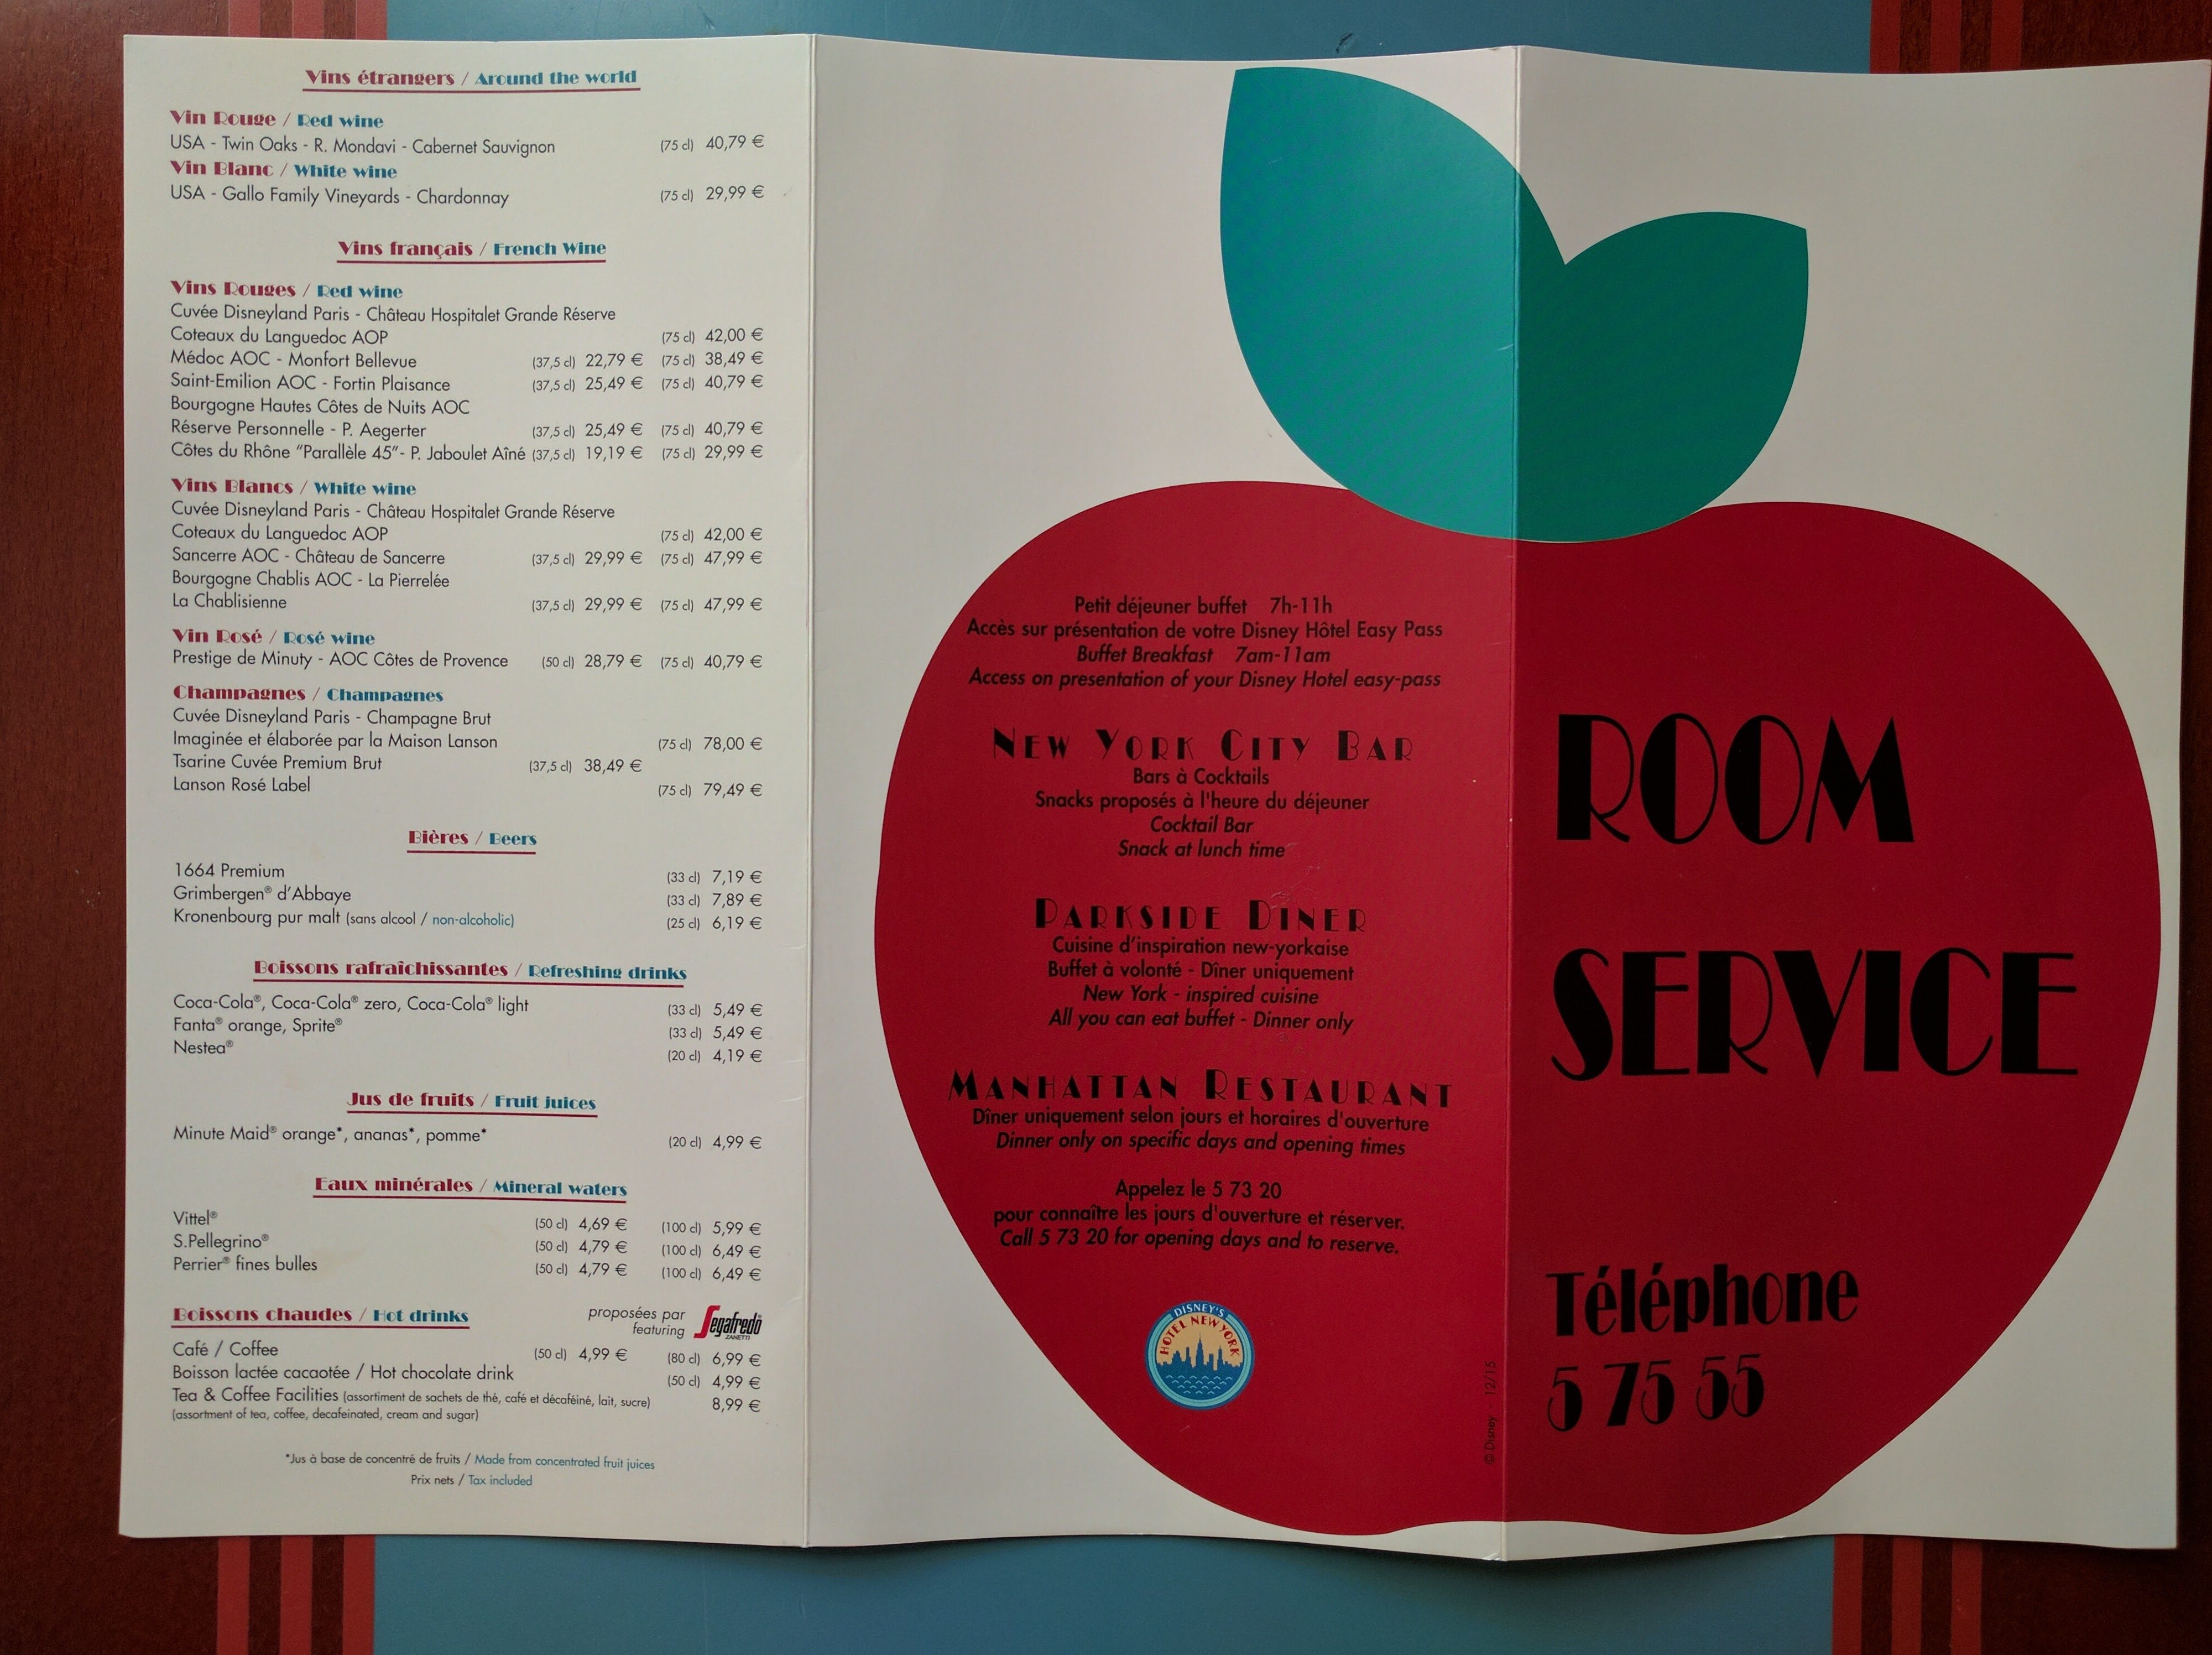 Vins étrangers / Around the world
Vin Rouge / Red wine
USA - Twin Oaks - R. Mondavi - Cabernet Sauvignon (75 cl) 40,79 €
Vin Blanc / White wine
USA - Gallo Family Vineyards - Chardonnay (75 cl) 29,99 €
Vins français / French Wine
Vins Rouges / Red wine
Cuvée Disneyland Paris - Château Hospitalet Grande Réserve
Coteaux du Languedoc AOP (75 cl) 42,00 €
Médoc AOC - Monfort Bellevue (37,5 cl) 22,79 € (75 cl) 38,49 €
Saint-Emilion AOC - Fortin Plaisance (37,5 cl) 25,49 € (75 cl) 40,79 €
Bourgogne Hautes Côtes de Nuits AOC
Réserve Personnelle - P. Aegerter (37,5 cl) 25,49 € (75 cl) 40,79 €
Côtes du Rhône “Parallèle 45”- P. Jaboulet Aîné (37,5 cl) 19,19 € (75 cl) 29,99 €
Vins Blancs / White wine
Cuvée Disneyland Paris - Château Hospitalet Grande Réserve
Coteaux du Languedoc AOP (75 cl) 42,00 €
Sancerre AOC - Château de Sancerre (37,5 cl) 29,99 € (75 cl) 47,99 €
Bourgogne Chablis AOC - La Pierrelée
La Chablisienne (37,5 cl) 29,99 € (75 cl) 47,99 €
Vin Rosé / Rosé wine
Prestige de Minuty - AOC Côtes de Provence (50 cl) 28,79 € (75 cl) 40,79 €
Champagnes / Champagnes
Cuvée Disneyland Paris - Champagne Brut
Imaginée et élaborée par la Maison Lanson (75 cl) 78,00 €
Tsarine Cuvée Premium Brut (37,5 cl) 38,49 €
Lanson Rosé Label (75 cl) 79,49 €
Bières / Beers
1664 Premium (33 cl) 7,19 €
Grimbergen® d'Abbaye (33 cl) 7,89 €
Kronenbourg pur malt (sans alcool / non-alcoholic) (25 cl) 6,19 €
Boissons rafraîchissantes / Refreshing drinks
Coca-Cola®, Coca-Cola® zero, Coca-Cola® light (33 cl) 5,49 €
Fanta® orange, Sprite® (33 cl) 5,49 €
Nestea® (20 cl) 4,19 €
Jus de fruits / Fruit juices
Minute Maid® orange*, ananas*, pomme* (20 cl) 4,99 €
Eaux minérales / Mineral waters
Vittel® (50 cl) 4,69 € (100 cl) 5,99 €
S.Pellegrino® (50 cl) 4,79 € (100 cl) 6,49 €
Perrier® fines bulles (50 cl) 4,79 € (100 cl) 6,49 €
Boissons chaudes / Hot drinks proposées par
featuring Segafredo®
ZANETTI
Café / Coffee (50 cl) 4,99 € (80 cl) 6,99 €
Boisson lactée cacaotée / Hot chocolate drink (50 cl) 4,99 €
Tea & Coffee Facilities (assortiment de sachets de thé, café et décaféiné, lait, sucre) 8,99 €
(assortment of tea, coffee, decafeinated, cream and sugar)
*Jus à base de concentré de fruits / Made from concentrated fruit juices
Prix nets / Tax included
Petit déjeuner buffet 7h-11h
Accès sur présentation de votre Disney Hôtel Easy Pass
Buffet Breakfast 7am-11am
Access on presentation of your Disney Hotel easy-pass
NEW YORK CITY BAR
Bars à Cocktails
Snacks proposés à l'heure du déjeuner
Cocktail Bar
Snack at lunch time
PARKSIDE DINER
Cuisine d'inspiration new-yorkaise
Buffet à volonté - Dîner uniquement
New York - inspired cuisine
All you can eat buffet - Dinner only
MANHATTAN RESTAURANT
Dîner uniquement selon jours et horaires d'ouverture
Dinner only on specific days and opening times
Appelez le 5 73 20
pour connaître les jours d'ouverture et réserver.
Call 5 73 20 for opening days and to reserve.
DISNEY'S
HOTEL NEW YORK
© Disney 12/15
ROOM
SERVICE
Téléphone
5 75 55